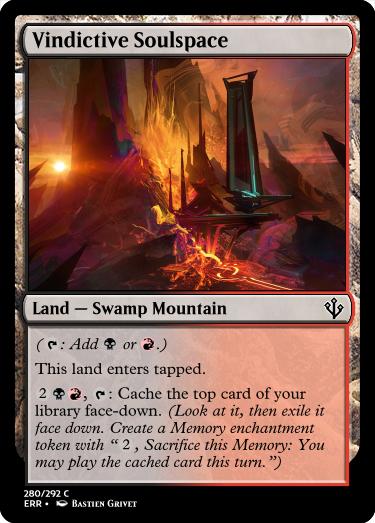 Vindictive Soulspace
Land — Swamp Mountain
( : Add or .)
This land enters tapped.
2 , : Cache the top card of your
library face-down. (Look at it, then exile it
face down. Create a Memory enchantment
token with “ 2 , Sacrifice this Memory: You
may play the cached card this turn.”)
280/292 C
ERR • Bastien Grivet